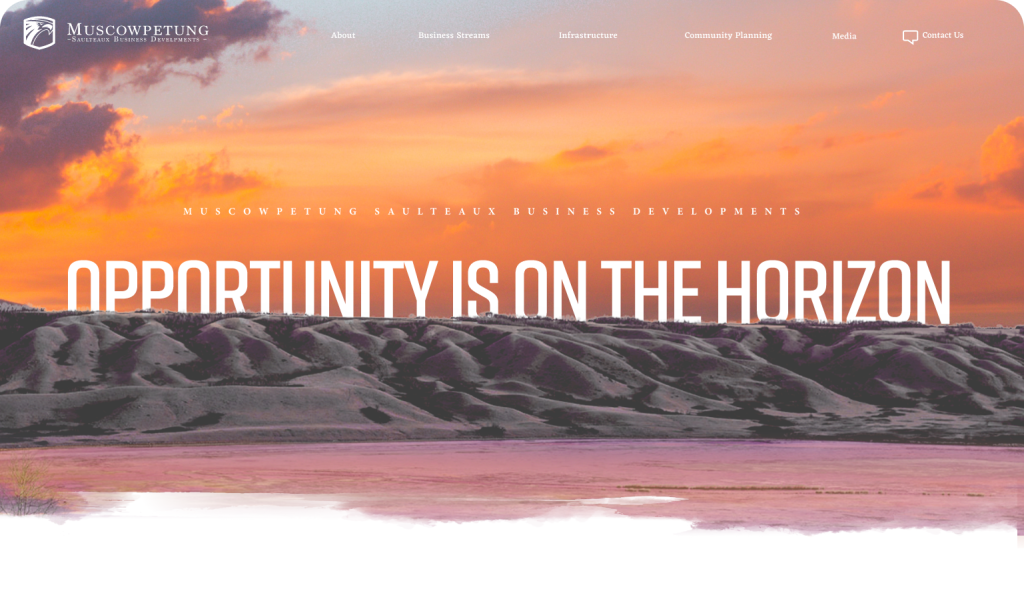 MUSCOWPETUNG
~SAULTEAUX BUSINESS DEVELPMENTS ~
About
Business Streams
Infrastructure
Community Planning
Media
Contact Us
MUSCOWPETUNG SAULTEAUX BUSINESS DEVELOPMENTS
OPPORTUNITY IS ON THE HORIZON